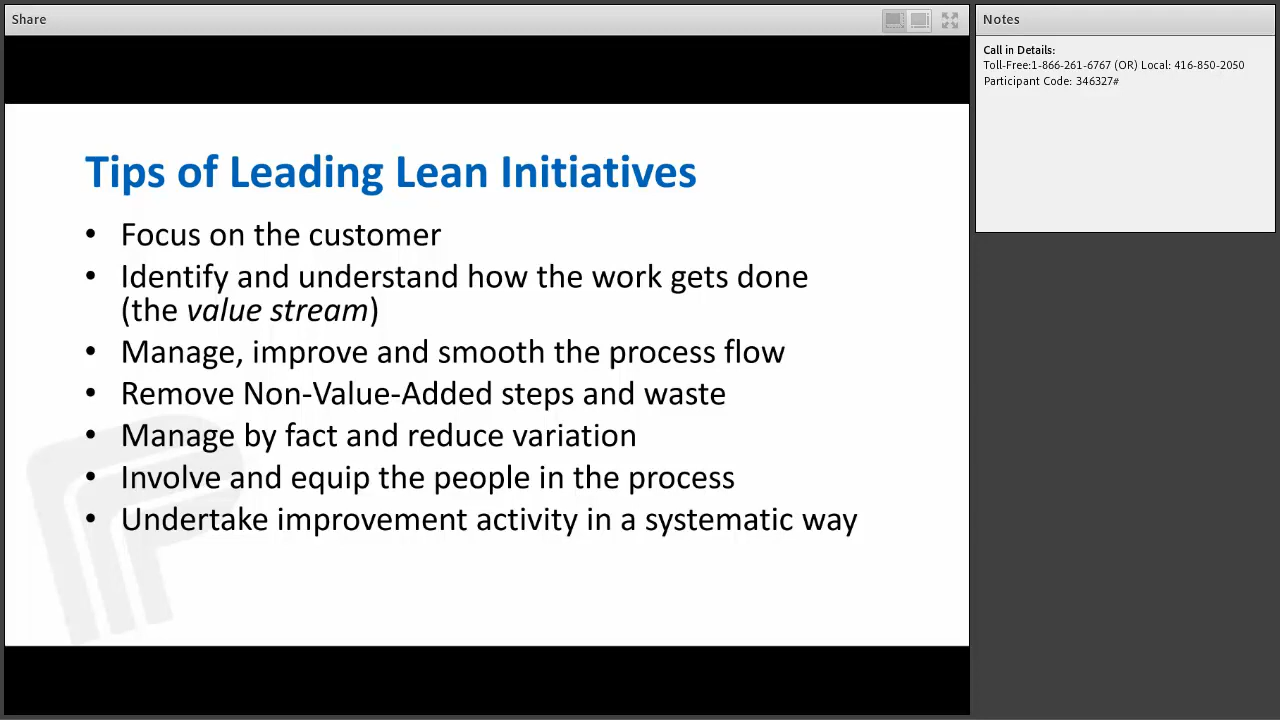 Share
Notes
Call in Details:
Toll-Free:1-866-261-6767 (OR) Local: 416-850-2050
Participant Code: 346327#
Tips of Leading Lean Initiatives
• Focus on the customer
• Identify and understand how the work gets done
(the value stream)
• Manage, improve and smooth the process flow
• Remove Non-Value-Added steps and waste
• Manage by fact and reduce variation
• Involve and equip the people in the process
• Undertake improvement activity in a systematic way